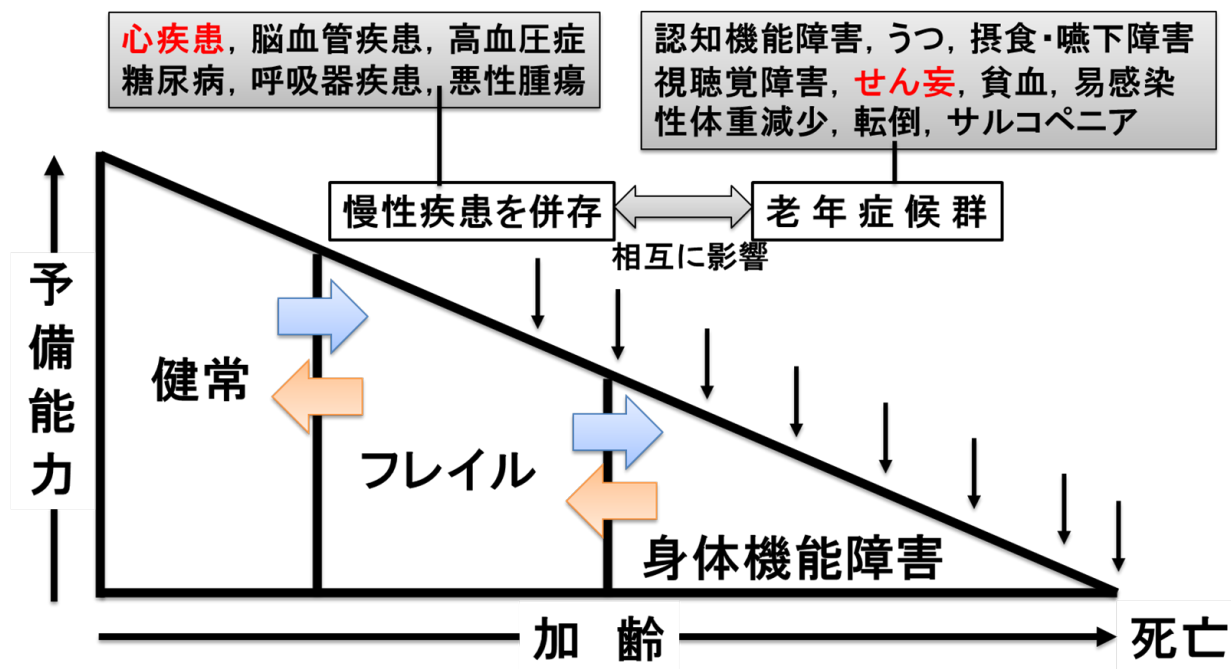 心疾患, 脳血管疾患, 高血圧症
糖尿病, 呼吸器疾患, 悪性腫瘍
認知機能障害, うつ, 摂食・嚥下障害
視聴覚障害, せん妄, 貧血, 易感染
性体重減少, 転倒, サルコペニア
慢性疾患を併存
老年症候群
相互に影響
予備能力
健常
フレイル
身体機能障害
加齢
死亡